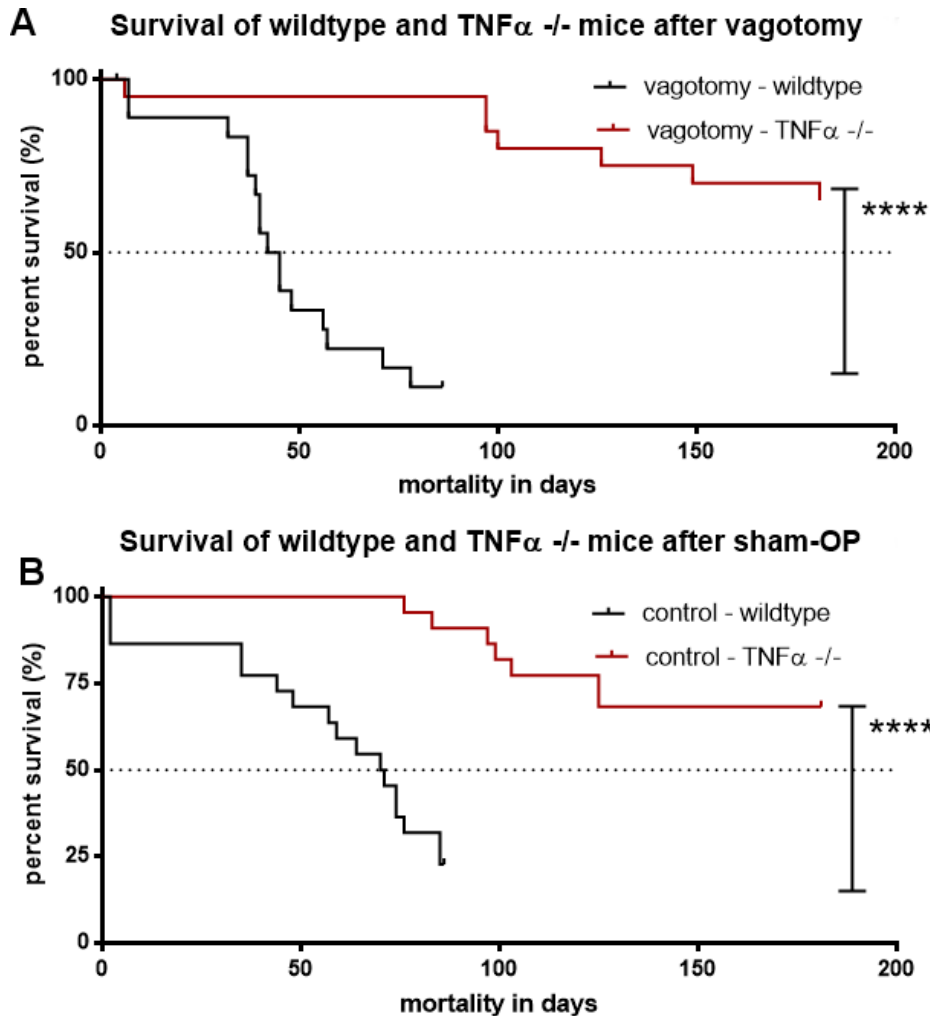 A
Survival of wildtype and TNFα -/- mice after vagotomy
percent survival (%)
100
50
0
vagotomy - wildtype
vagotomy - TNFα -/-
****
0 50 100 150 200
mortality in days
B
Survival of wildtype and TNFα -/- mice after sham-OP
percent survival (%)
100
75
50
25
0
control - wildtype
control - TNFα -/-
****
0 50 100 150 200
mortality in days